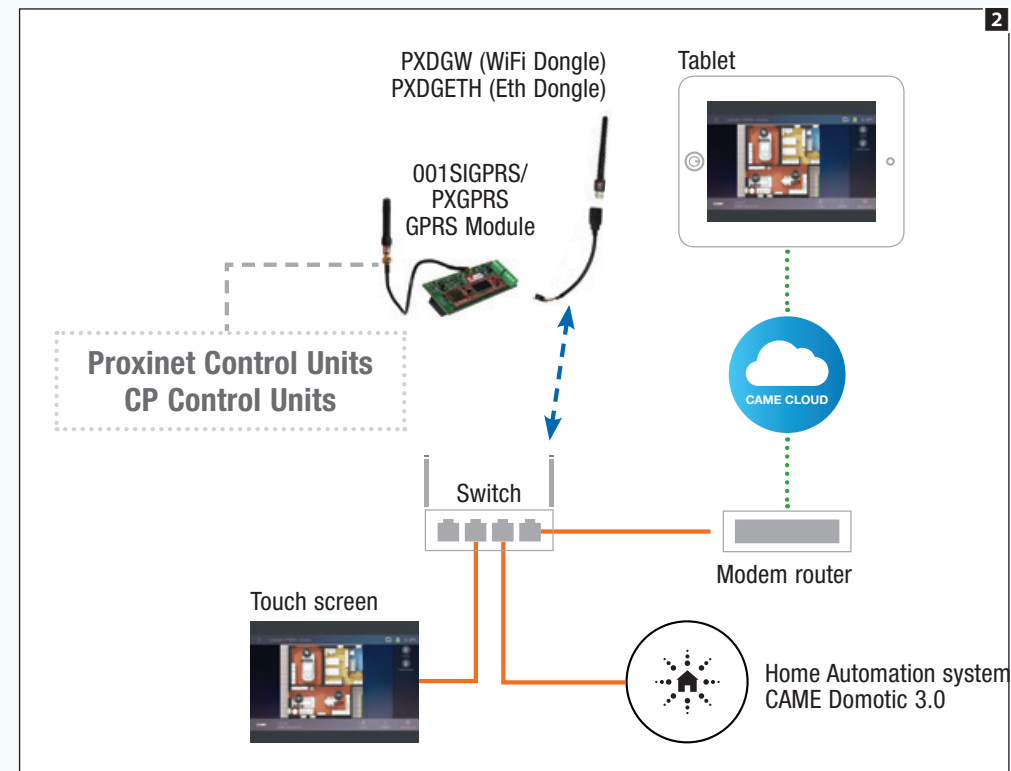 2
PXDGW (WiFi Dongle)
PXDGETH (Eth Dongle)
Tablet
001SIGPRS/
PXGPRS
GPRS Module
Proxinet Control Units
CP Control Units
CAME CLOUD
Switch
Modem router
Touch screen
Home Automation system
CAME Domotic 3.0